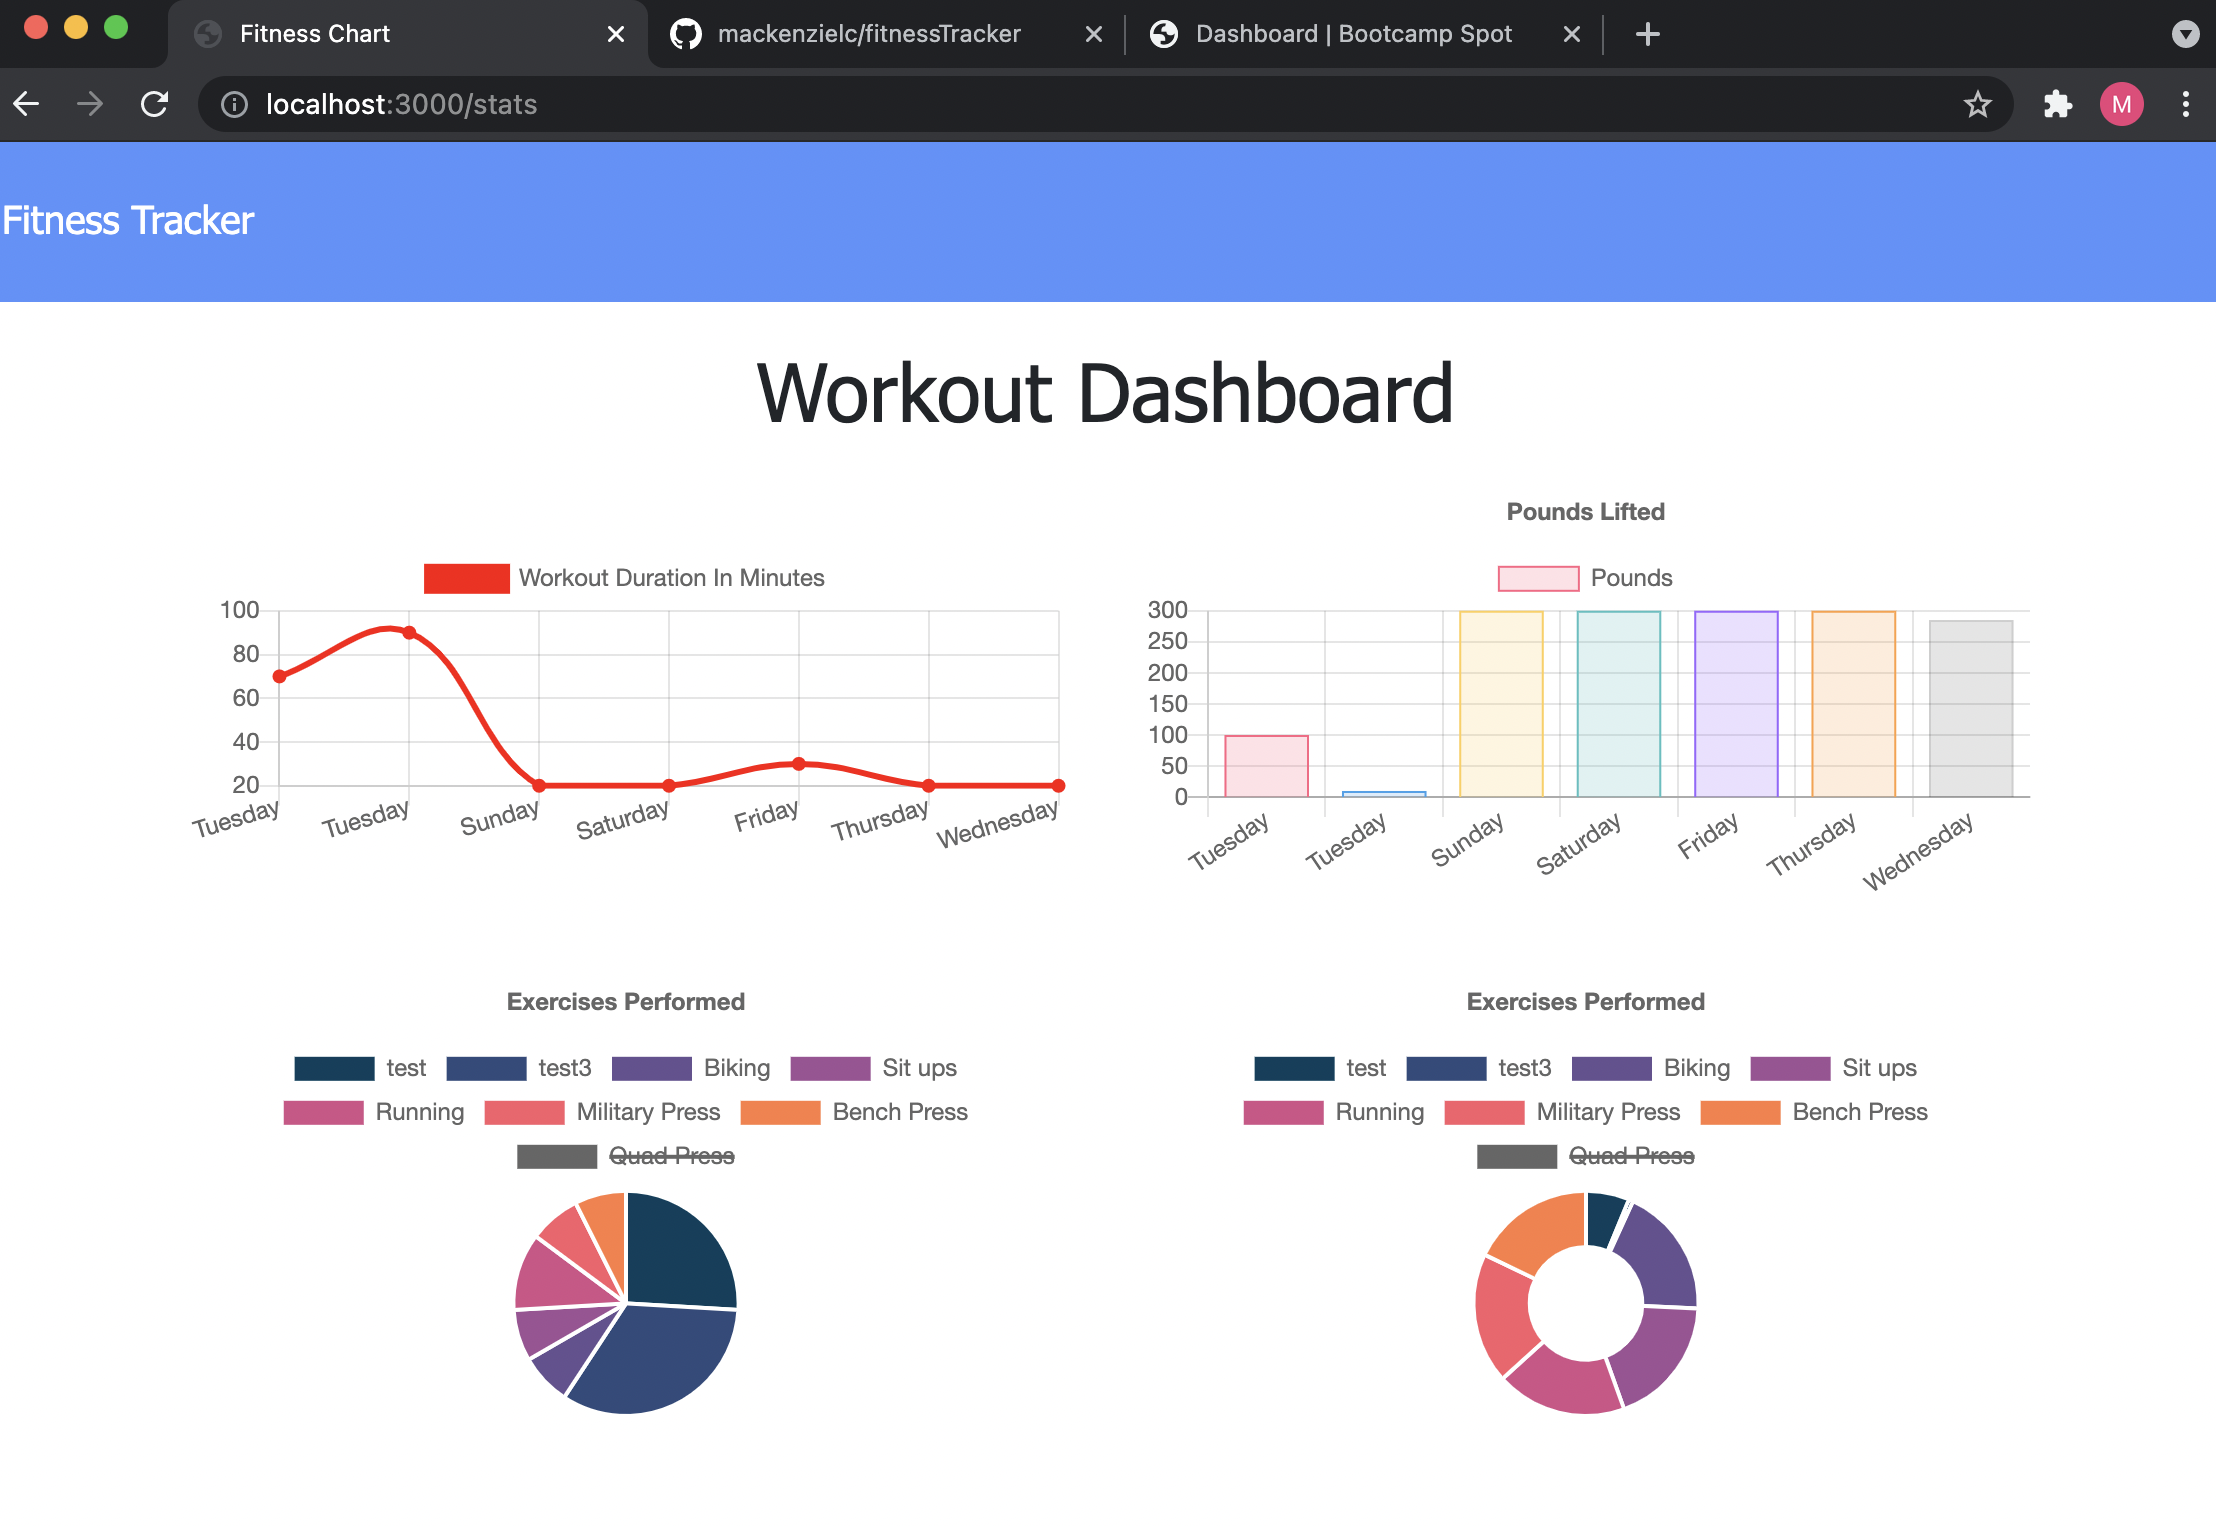 Fitness Chart
mackenzielc/fitnessTracker
Dashboard | Bootcamp Spot
localhost:3000/stats
M
Fitness Tracker
Workout Dashboard
Workout Duration In Minutes
100
80
60
40
20
Tuesday Tuesday Sunday Saturday Friday Thursday Wednesday
Pounds Lifted
Pounds
300
250
200
150
100
50
0
Tuesday Tuesday Sunday Saturday Friday Thursday Wednesday
Exercises Performed
test test3 Biking Sit ups
Running Military Press Bench Press
Quad Press
Exercises Performed
test test3 Biking Sit ups
Running Military Press Bench Press
Quad Press